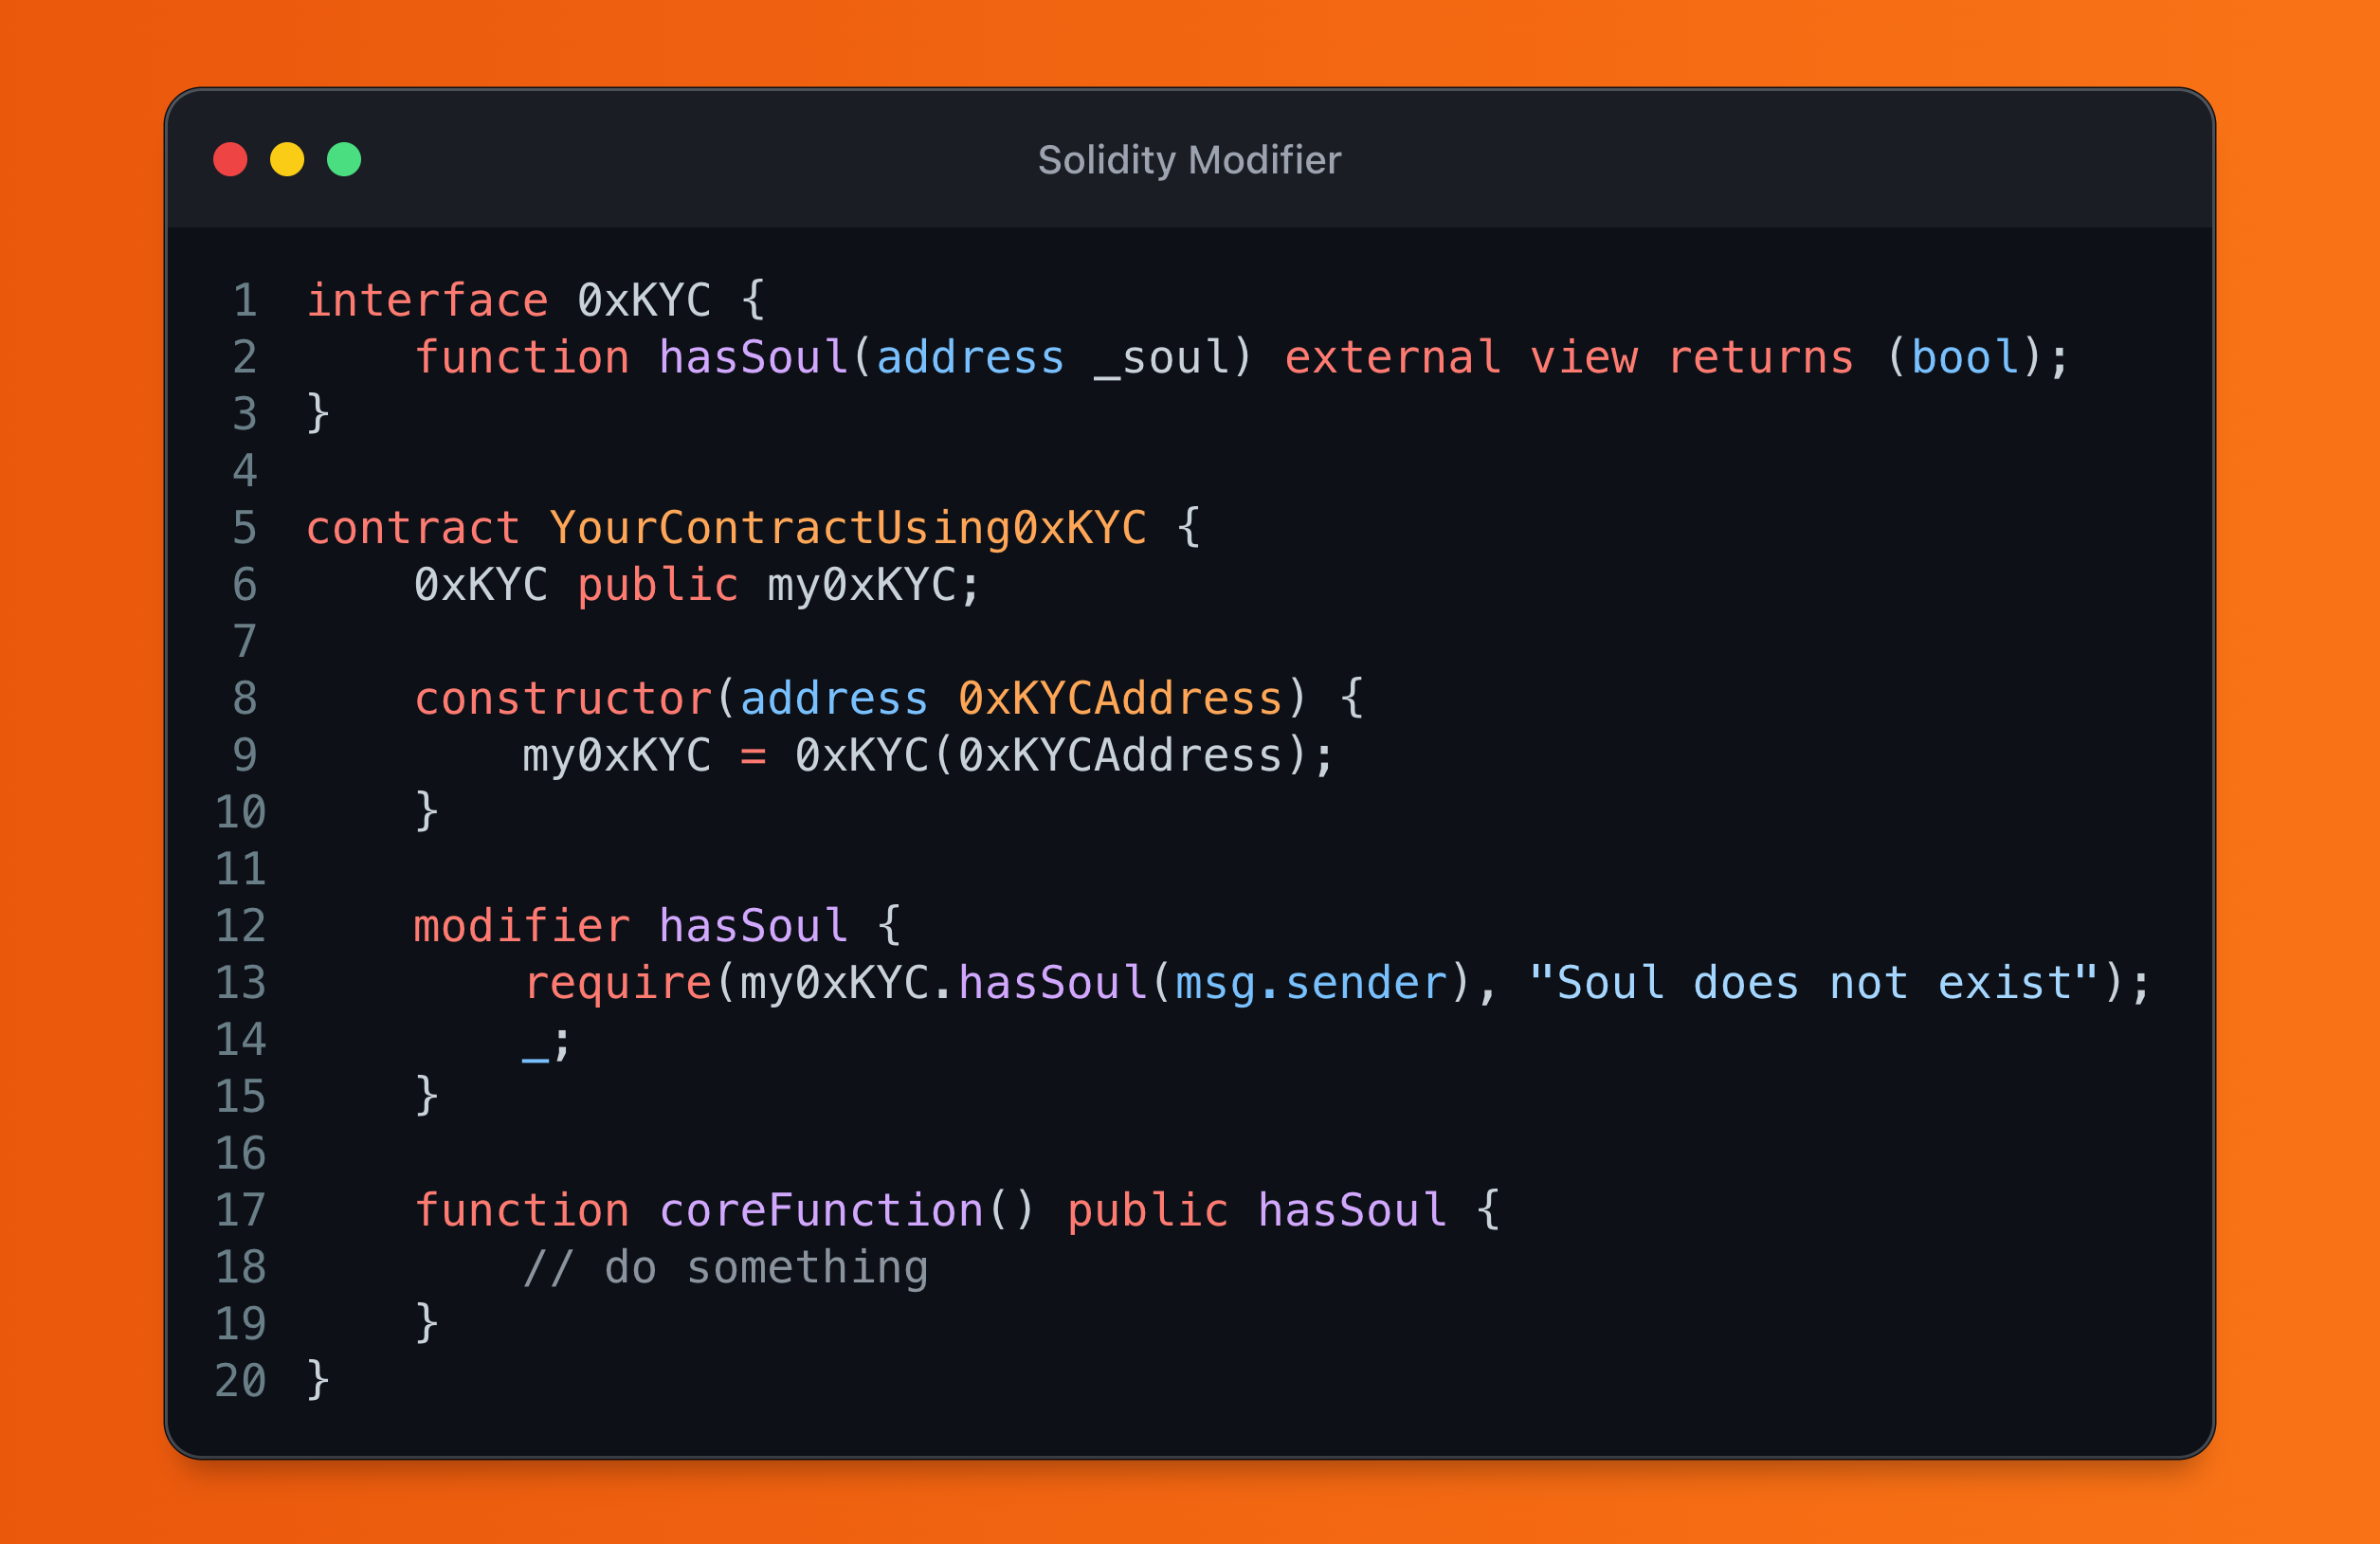 Solidity Modifier
1 interface 0xKYC {
2     function hasSoul(address _soul) external view returns (bool);
3 }
4
5 contract YourContractUsing0xKYC {
6     0xKYC public my0xKYC;
7
8     constructor(address 0xKYCAddress) {
9         my0xKYC = 0xKYC(0xKYCAddress);
10     }
11
12     modifier hasSoul {
13         require(my0xKYC.hasSoul(msg.sender), "Soul does not exist");
14         _;
15     }
16
17     function coreFunction() public hasSoul {
18         // do something
19     }
20 }